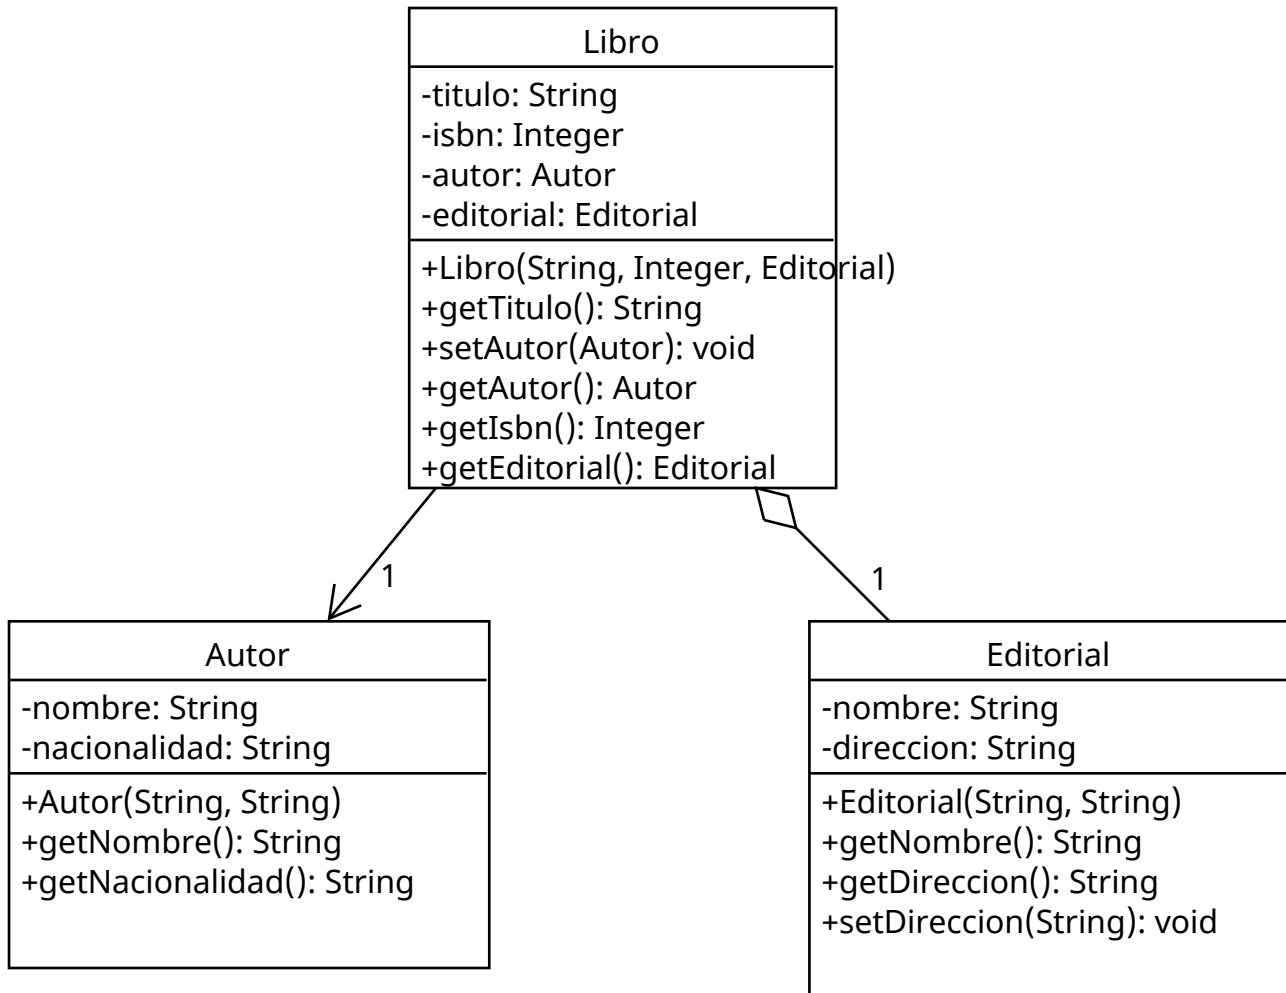 Libro
-titulo: String
-isbn: Integer
-autor: Autor
-editorial: Editorial
+Libro(String, Integer, Editorial)
+getTitulo(): String
+setAutor(Autor): void
+getAutor(): Autor
+getIsbn(): Integer
+getEditorial(): Editorial
1
1
Autor
-nombre: String
-nacionalidad: String
+Autor(String, String)
+getNombre(): String
+getNacionalidad(): String
Editorial
-nombre: String
-direccion: String
+Editorial(String, String)
+getNombre(): String
+getDireccion(): String
+setDireccion(String): void